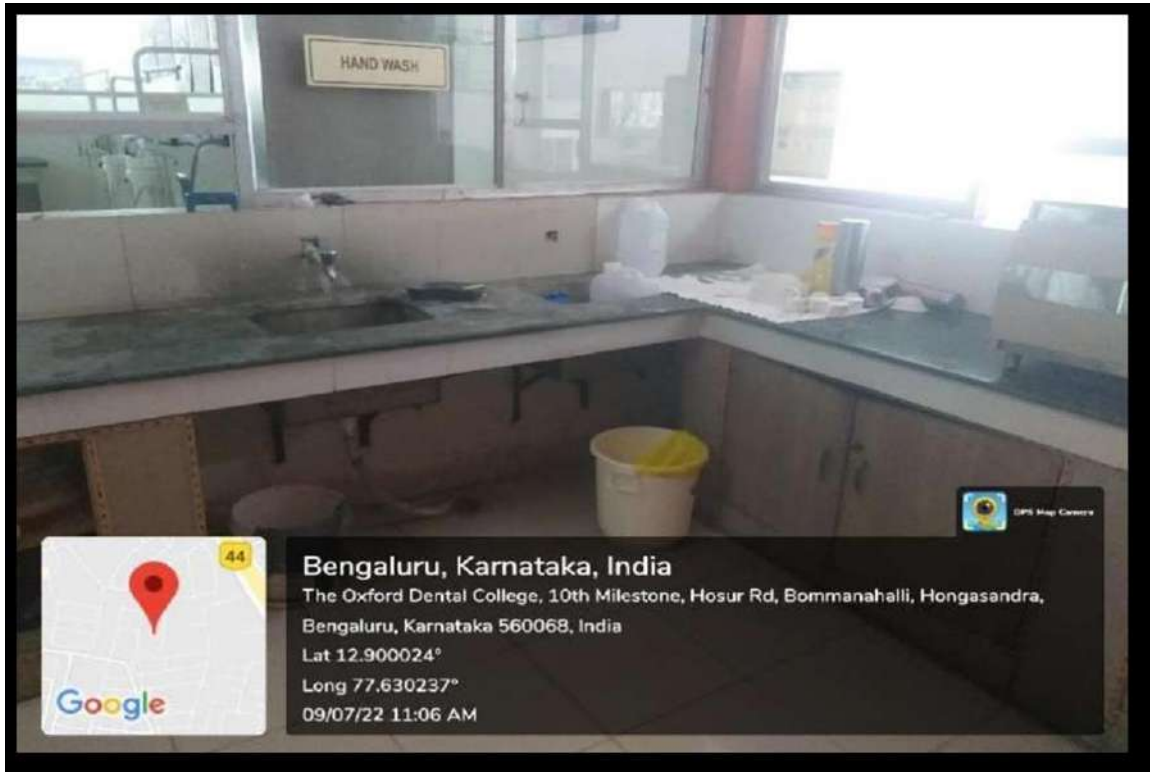 HAND WASH
GPS Map Camera
44
Google
Bengaluru, Karnataka, India
The Oxford Dental College, 10th Milestone, Hosur Rd, Bommanahalli, Hongasandra,
Bengaluru, Karnataka 560068, India
Lat 12.900024°
Long 77.630237°
09/07/22 11:06 AM